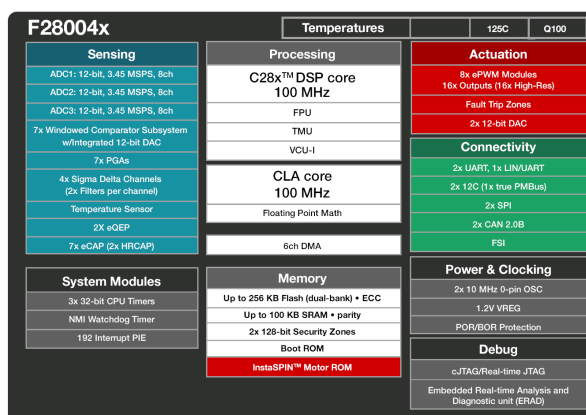 F28004x
Temperatures
125C
Q100
Sensing
ADC1: 12-bit, 3.45 MSPS, 8ch
ADC2: 12-bit, 3.45 MSPS, 8ch
ADC3: 12-bit, 3.45 MSPS, 8ch
7x Windowed Comparator Subsystem
w/Integrated 12-bit DAC
7x PGAs
4x Sigma Delta Channels
(2x Filters per channel)
Temperature Sensor
2X eQEP
7x eCAP (2x HRCAP)
System Modules
3x 32-bit CPU Timers
NMI Watchdog Timer
192 Interrupt PIE
Processing
C28x™ DSP core
100 MHz
FPU
TMU
VCU-I
CLA core
100 MHz
Floating Point Math
6ch DMA
Memory
Up to 256 KB Flash (dual-bank) • ECC
Up to 100 KB SRAM • parity
2x 128-bit Security Zones
Boot ROM
InstaSPIN™ Motor ROM
Actuation
8x ePWM Modules
16x Outputs (16x High-Res)
Fault Trip Zones
2x 12-bit DAC
Connectivity
2x UART, 1x LIN/UART
2x 12C (1x true PMBus)
2x SPI
2x CAN 2.0B
FSI
Power & Clocking
2x 10 MHz 0-pin OSC
1.2V VREG
POR/BOR Protection
Debug
cJTAG/Real-time JTAG
Embedded Real-time Analysis and
Diagnostic unit (ERAD)